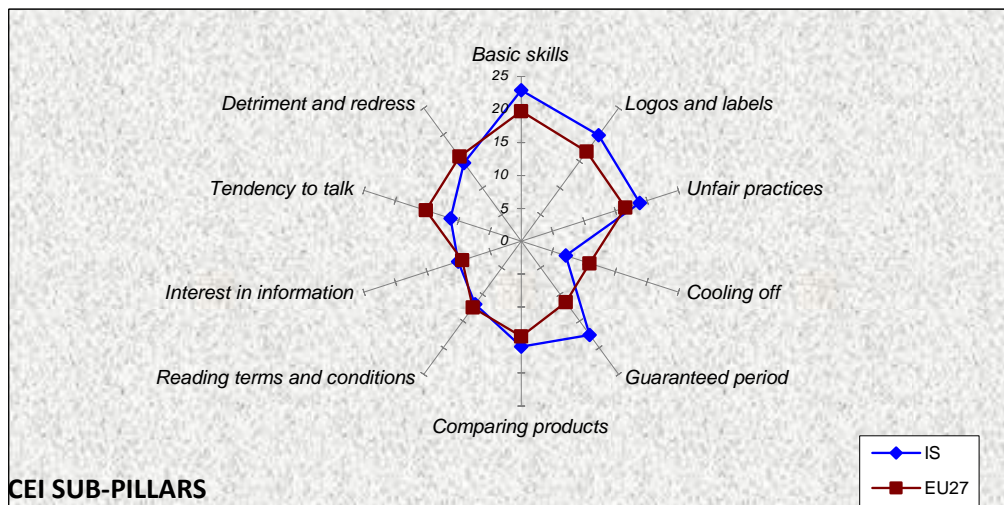 Basic skills
25
Detriment and redress
Logos and labels
20
15
Tendency to talk
10
Unfair practices
5
0
Interest in information
Cooling off
Reading terms and conditions
Guaranteed period
Comparing products
IS
CEI SUB-PILLARS
EU27